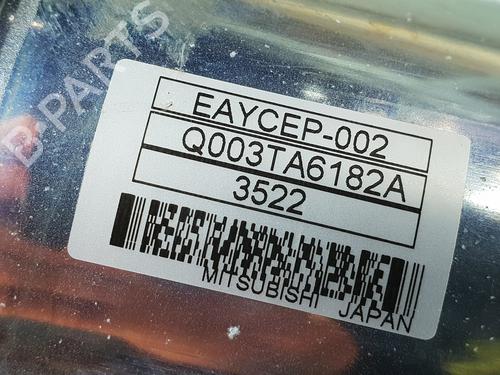 B-PARTS
EAYCEP-002
Q003TA6182A
3522
MITSUBISHI JAPAN